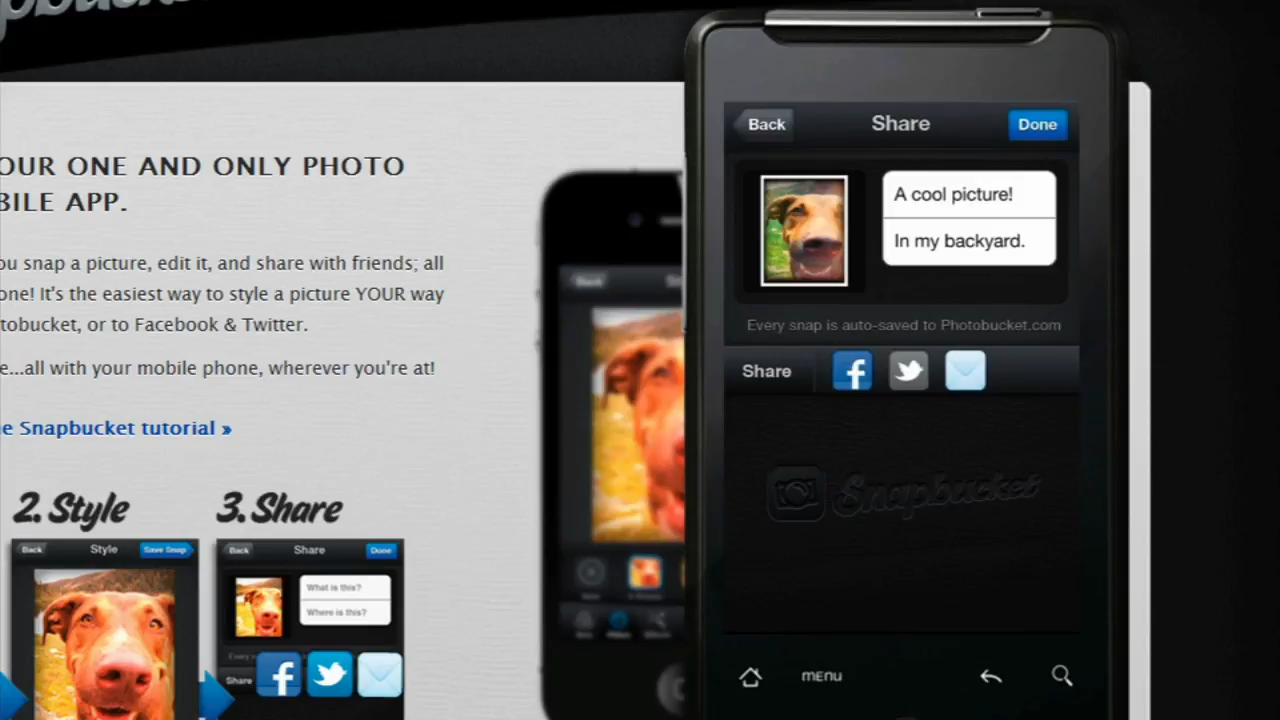 OUR ONE AND ONLY PHOTO
BILE APP.
ou snap a picture, edit it, and share with friends; all
one! It's the easiest way to style a picture YOUR way
tobucket, or to Facebook & Twitter.
e...all with your mobile phone, wherever you're at!
e Snapbucket tutorial »
2. Style
3. Share
Back
Style
Save Snap
Back
Share
Done
What is this?
Where is this?
Share
Back
Back
Share
Done
A cool picture!
In my backyard.
Every snap is auto-saved to Photobucket.com
Share
Snapbucket
menu